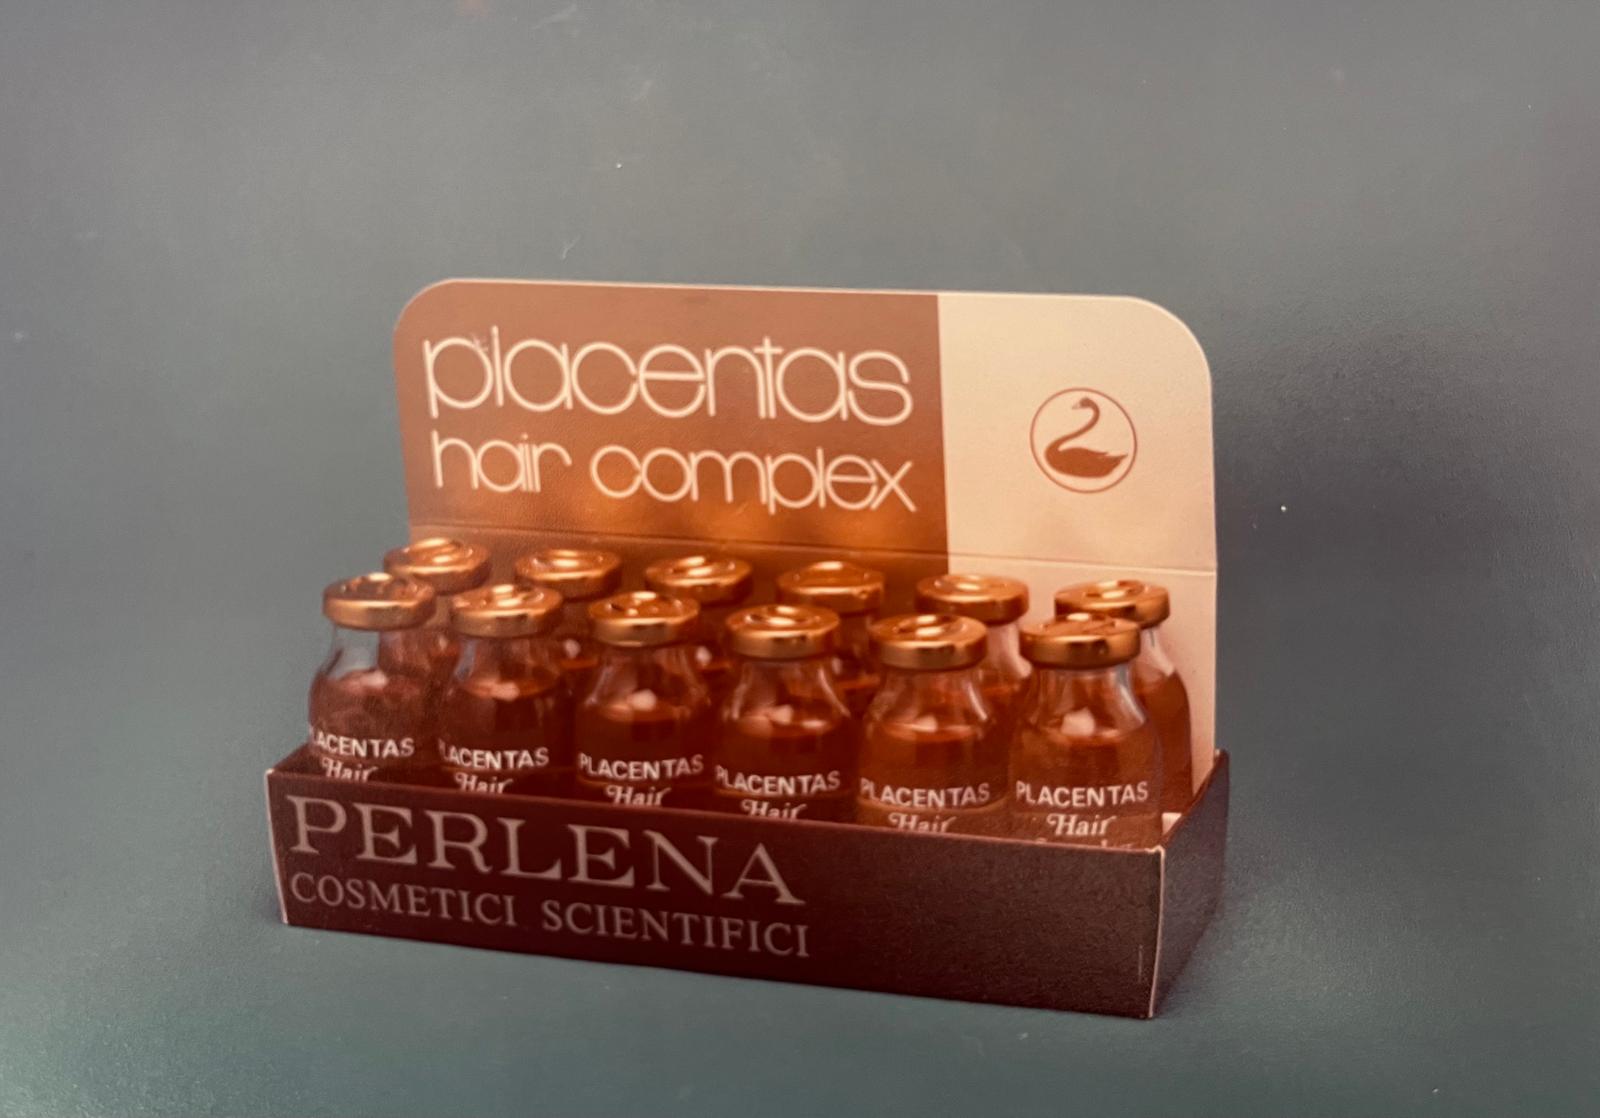 placentas
hair complex
PLACENTAS
Hair
PLACENTAS
Hair
PLACENTAS
Hair
PLACENTAS
Hair
PLACENTAS
Hair
PLACENTAS
Hair
PERLENA
COSMETICI SCIENTIFICI